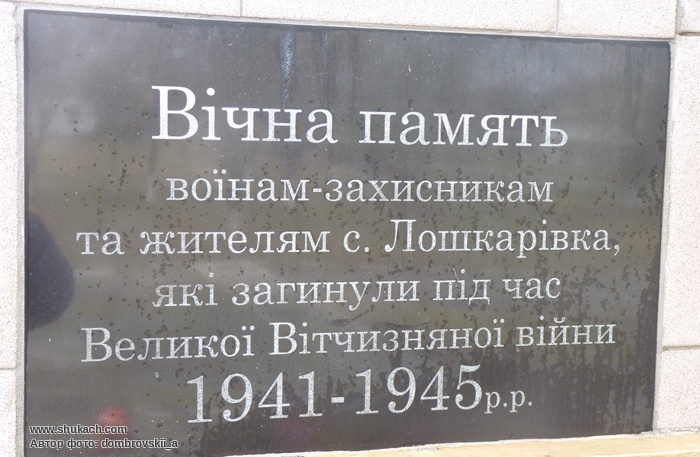 Вічна память
воїнам-захисникам
та жителям с. Лошкарівка,
які загинули під час
Великої Вітчизняної війни
1941-1945р.р.
www.shukach.com
Автор фото: dombrovskii_a